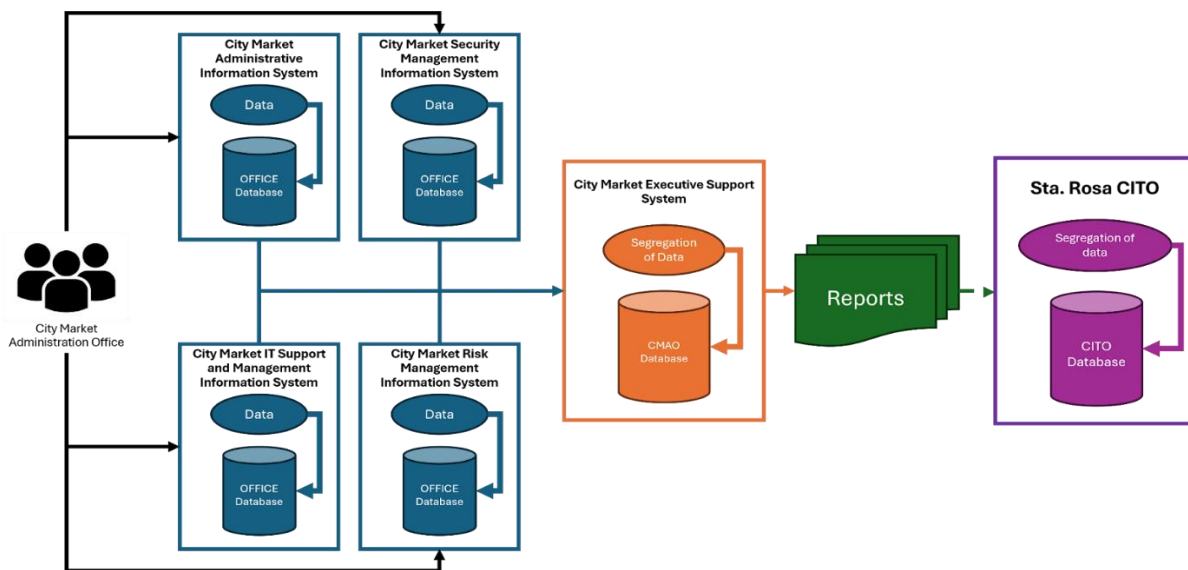 City Market
Administrative
Information System
Data
OFFICE
Database
City Market Security
Management
Information System
Data
OFFICE
Database
City Market
Administration Office
City Market IT Support
and Management
Information System
Data
OFFICE
Database
City Market Risk
Management
Information System
Data
OFFICE
Database
City Market Executive Support
System
Segregation
of Data
CMAO
Database
Reports
Sta. Rosa CITO
Segregation of
data
CITO
Database